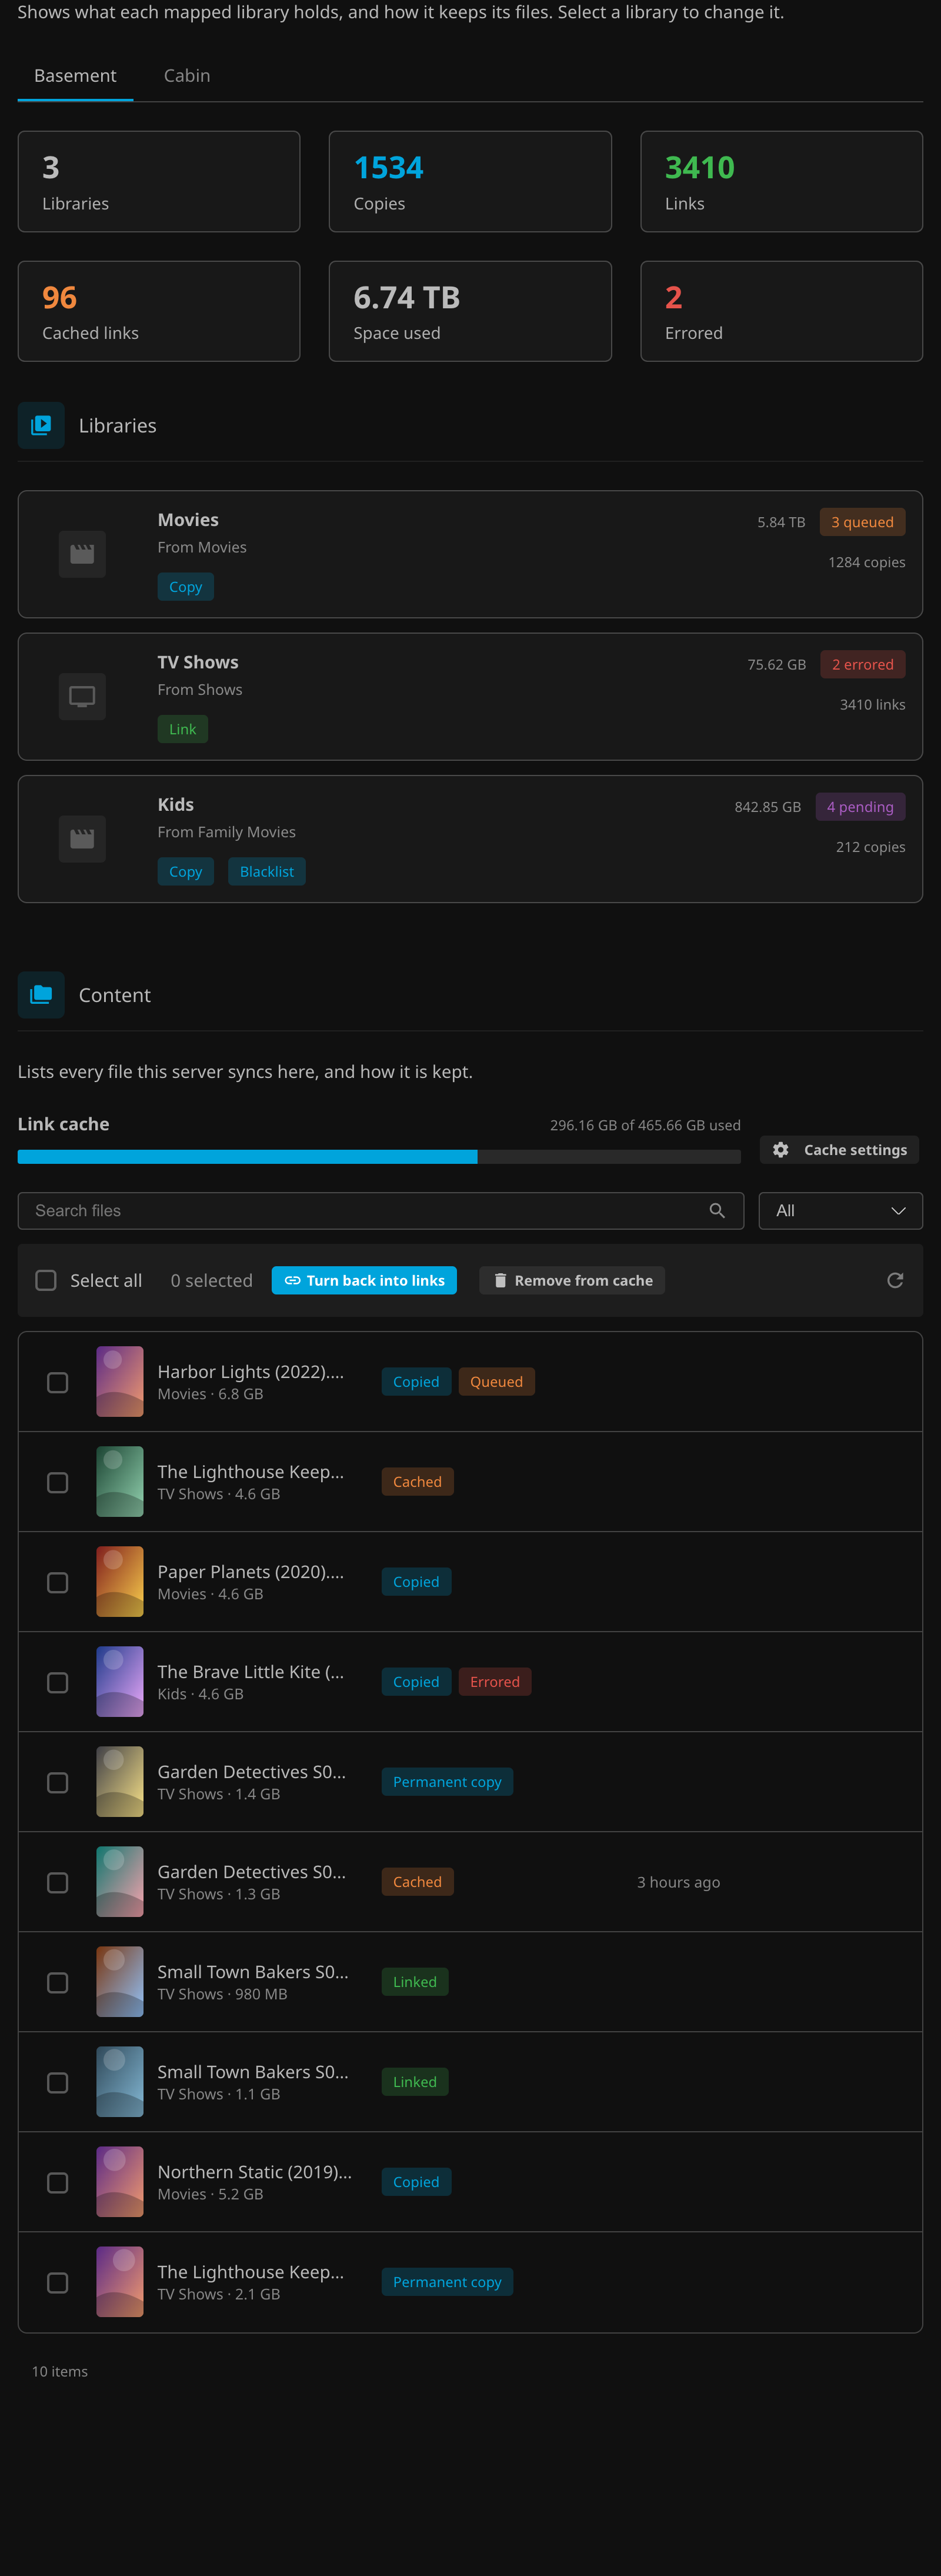 Shows what each mapped library holds, and how it keeps its files. Select a library to change it.
Basement
Cabin
3
Libraries
1534
Copies
3410
Links
96
Cached links
6.74 TB
Space used
2
Errored
Libraries
Movies
From Movies
Copy
5.84 TB
3 queued
1284 copies
TV Shows
From Shows
Link
75.62 GB
2 errored
3410 links
Kids
From Family Movies
Copy
Blacklist
842.85 GB
4 pending
212 copies
Content
Lists every file this server syncs here, and how it is kept.
Link cache
296.16 GB of 465.66 GB used
Cache settings
Search files
All
Select all
0 selected
Turn back into links
Remove from cache
Harbor Lights (2022)....
Movies · 6.8 GB
Copied
Queued
The Lighthouse Keep...
TV Shows · 4.6 GB
Cached
Paper Planets (2020)....
Movies · 4.6 GB
Copied
The Brave Little Kite (...
Kids · 4.6 GB
Copied
Errored
Garden Detectives S0...
TV Shows · 1.4 GB
Permanent copy
Garden Detectives S0...
TV Shows · 1.3 GB
Cached
3 hours ago
Small Town Bakers S0...
TV Shows · 980 MB
Linked
Small Town Bakers S0...
TV Shows · 1.1 GB
Linked
Northern Static (2019)...
Movies · 5.2 GB
Copied
The Lighthouse Keep...
TV Shows · 2.1 GB
Permanent copy
10 items